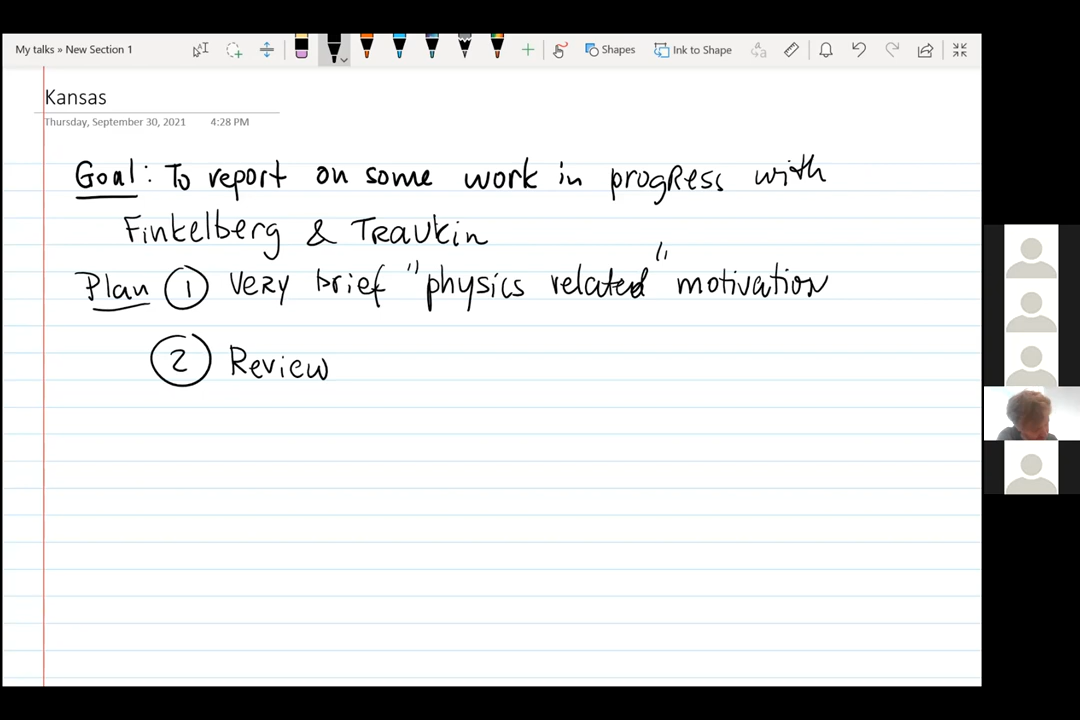 My talks » New Section 1
Shapes
Ink to Shape
Kansas
Thursday, September 30, 2021 4:28 PM
Goal: To report on some work in progress with
Finkelberg & Travkin
Plan ① Very brief "physics related" motivation
② Review